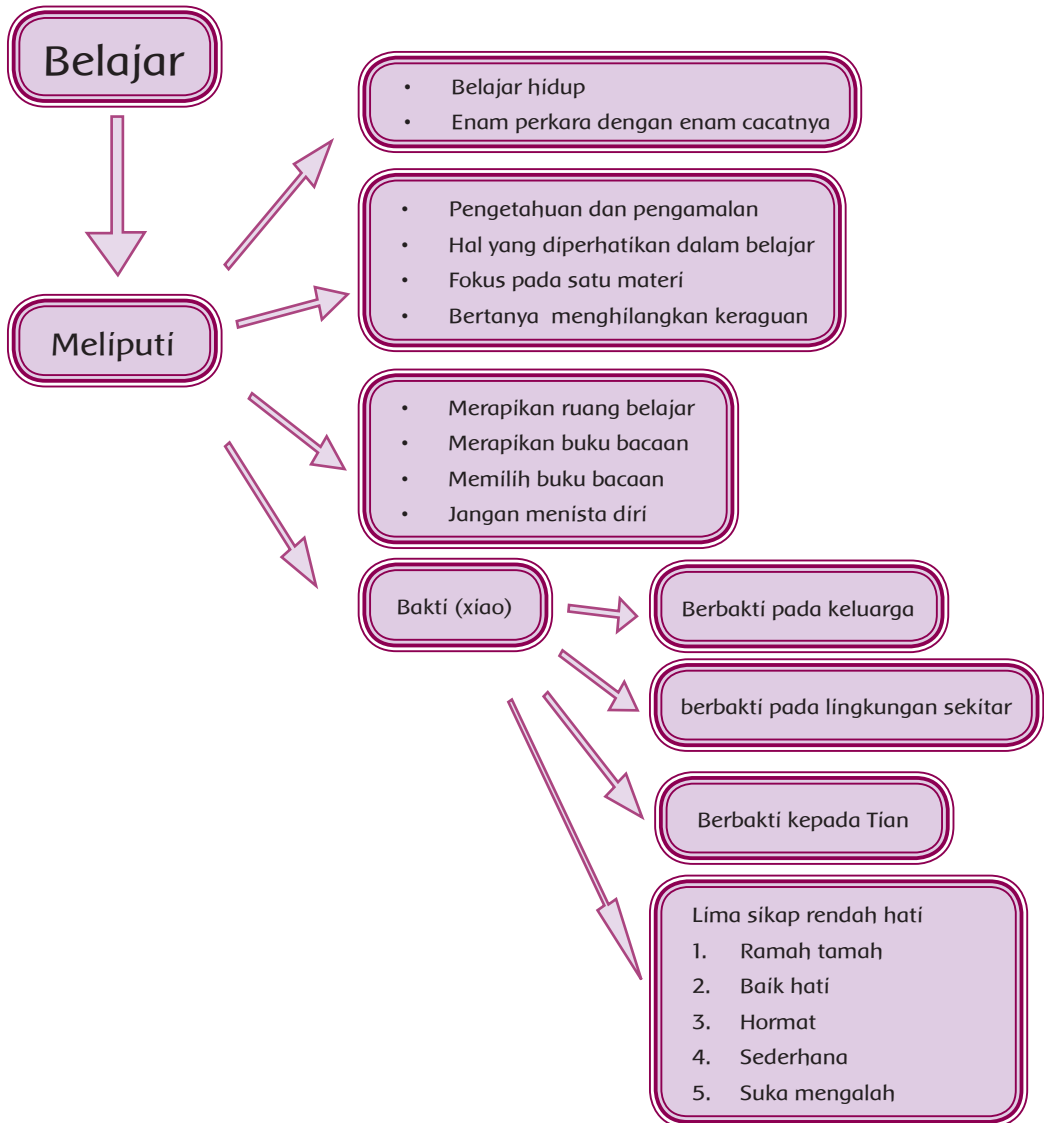 Belajar
• Belajar hidup
• Enam perkara dengan enam cacatnya
• Pengetahuan dan pengamalan
• Hal yang diperhatikan dalam belajar
• Fokus pada satu materi
• Bertanya menghilangkan keraguan
Meliputi
• Merapikan ruang belajar
• Merapikan buku bacaan
• Memilih buku bacaan
• Jangan menista diri
Bakti (xiao)
Berbakti pada keluarga
berbakti pada lingkungan sekitar
Berbakti kepada Tian
Lima sikap rendah hati
1. Ramah tamah
2. Baik hati
3. Hormat
4. Sederhana
5. Suka mengalah